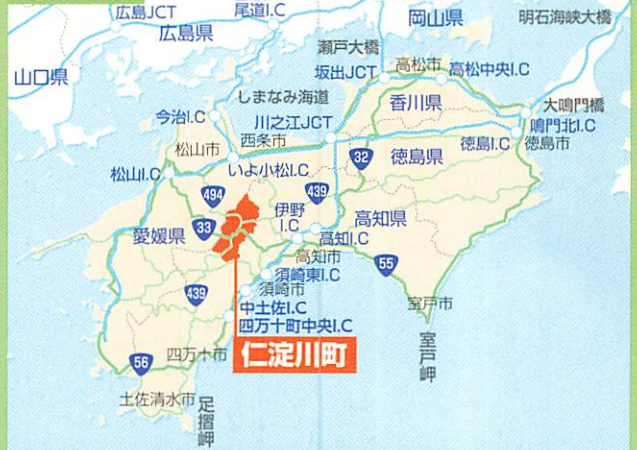 広島JCT
尾道I.C
広島県
岡山県
明石海峡大橋
瀬戸大橋
坂出JCT
高松市
高松中央I.C
山口県
香川県
しまなみ海道
大鳴門橋
今治I.C
川之江JCT
鳴門北I.C
西条市
徳島I.C
徳島市
松山市
32
徳島県
いよ小松I.C
松山I.C
494
439
伊野
I.C
高知県
33
愛媛県
高知I.C
高知市
須崎東I.C
55
439
須崎市
中土佐I.C
室戸市
四万十町中央I.C
室戸岬
四万十市
仁淀川町
56
土佐清水市
足摺岬